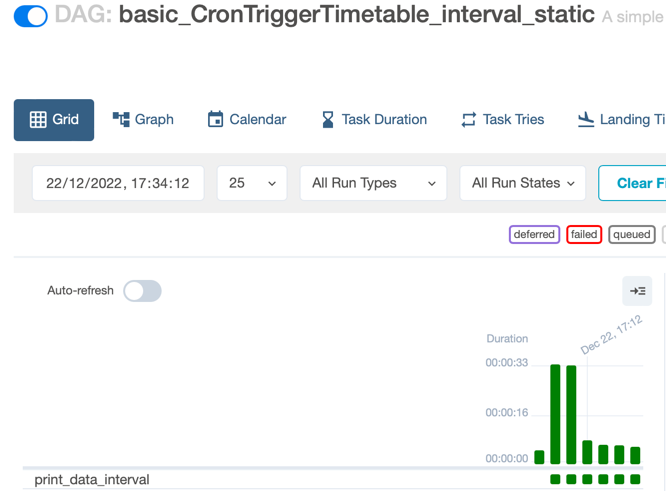 DAG: basic_CronTriggerTimetable_interval_static A simple
Grid Graph Calendar Task Duration Task Tries Landing Ti
22/12/2022, 17:34:12 25 All Run Types All Run States Clear Fi
deferred failed queued
Auto-refresh
Dec 22, 17:12
Duration
00:00:33
00:00:16
00:00:00
print_data_interval